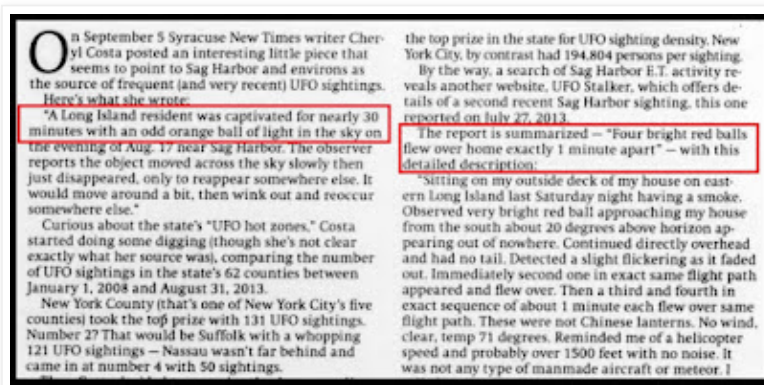 On September 5 Syracuse New Times writer Cher-
yl Costa posted an interesting little piece that
seems to point to Sag Harbor and environs as
the source of frequent (and very recent) UFO sightings.
Here's what she wrote:
"A Long Island resident was captivated for nearly 30
minutes with an odd orange ball of light in the sky on
the evening of Aug. 17 near Sag Harbor. The observer
reports the object moved across the sky slowly then
just disappeared, only to reappear somewhere else. It
would move around a bit, then wink out and reoccur
somewhere else."
Curious about the state's "UFO hot zones," Costa
started doing some digging (though she's not clear
exactly what her source was), comparing the number
of UFO sightings in the state's 62 counties between
January 1, 2008 and August 31, 2013.
New York County (that's one of New York City's five
counties) took the top prize with 131 UFO sightings.
Number 2? That would be Suffolk with a whopping
121 UFO sightings — Nassau wasn't far behind and
came in at number 4 with 50 sightings.
the top prize in the state for UFO sighting density. New
York City, by contrast had 194,804 persons per sighting.
By the way, a search of Sag Harbor E.T. activity re-
veals another website, UFO Stalker, which offers de-
tails of a second recent Sag Harbor sighting, this one
reported on July 27, 2013.
The report is summarized — "Four bright red balls
flew over home exactly 1 minute apart" — with this
detailed description:
"Sitting on my outside deck of my house on east-
ern Long Island last Saturday night having a smoke.
Observed very bright red ball approaching my house
from the south about 20 degrees above horizon ap-
pearing out of nowhere. Continued directly overhead
and had no tail. Detected a slight flickering as it faded
out. Immediately second one in exact same flight path
appeared and flew over. Then a third and fourth in
exact sequence of about 1 minute each flew over same
flight path. These were not Chinese lanterns. No wind,
clear, temp 71 degrees. Reminded me of a helicopter
speed and probably over 1500 feet with no noise. It
was not any type of manmade aircraft or meteor. I